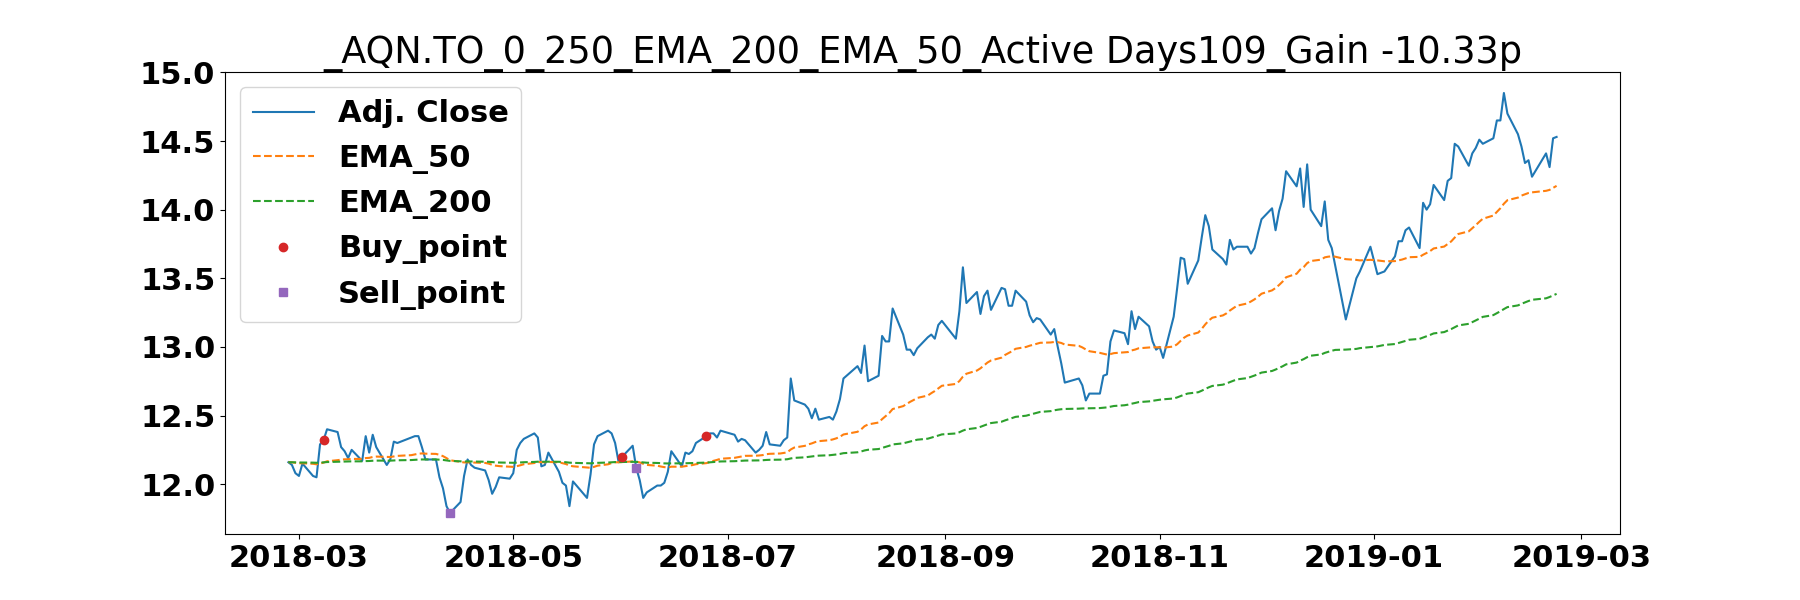 _AQN.TO_0_250_EMA_200_EMA_50_Active Days109_Gain -10.33p
15.0
14.5
14.0
13.5
13.0
12.5
12.0
Adj. Close
EMA_50
EMA_200
Buy_point
Sell_point
2018-03 2018-05 2018-07 2018-09 2018-11 2019-01 2019-03